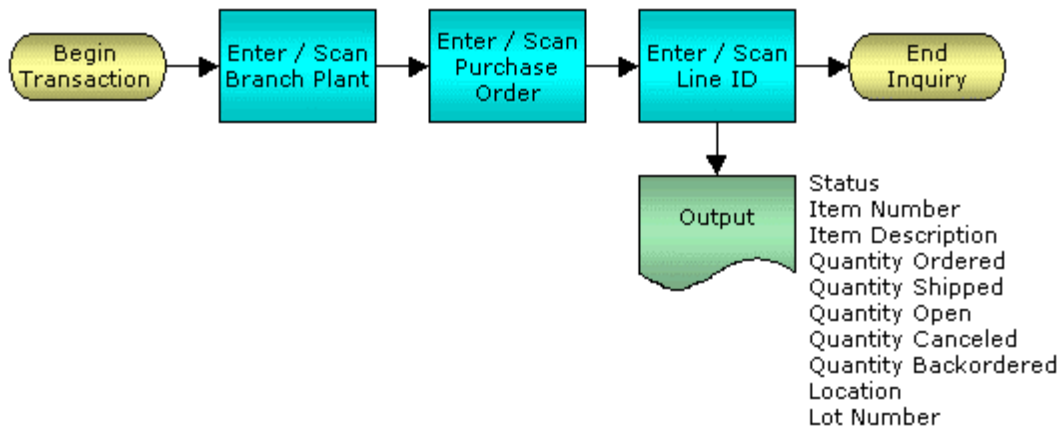 Begin
Transaction
Enter / Scan
Branch Plant
Enter / Scan
Purchase
Order
Enter / Scan
Line ID
End
Inquiry
Output
Status
Item Number
Item Description
Quantity Ordered
Quantity Shipped
Quantity Open
Quantity Canceled
Quantity Backordered
Location
Lot Number